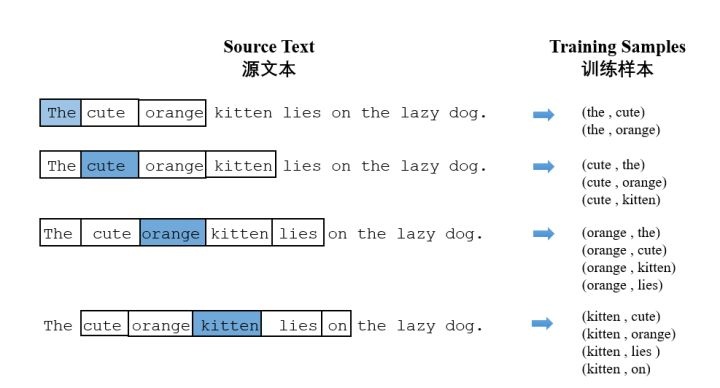 Source Text
源文本
Training Samples
训练样本
The cute orange kitten lies on the lazy dog.
(the , cute)
(the , orange)
The cute orange kitten lies on the lazy dog.
(cute , the)
(cute , orange)
(cute , kitten)
The cute orange kitten lies on the lazy dog.
(orange , the)
(orange , cute)
(orange , kitten)
(orange , lies)
The cute orange kitten lies on the lazy dog.
(kitten , cute)
(kitten , orange)
(kitten , lies )
(kitten , on)